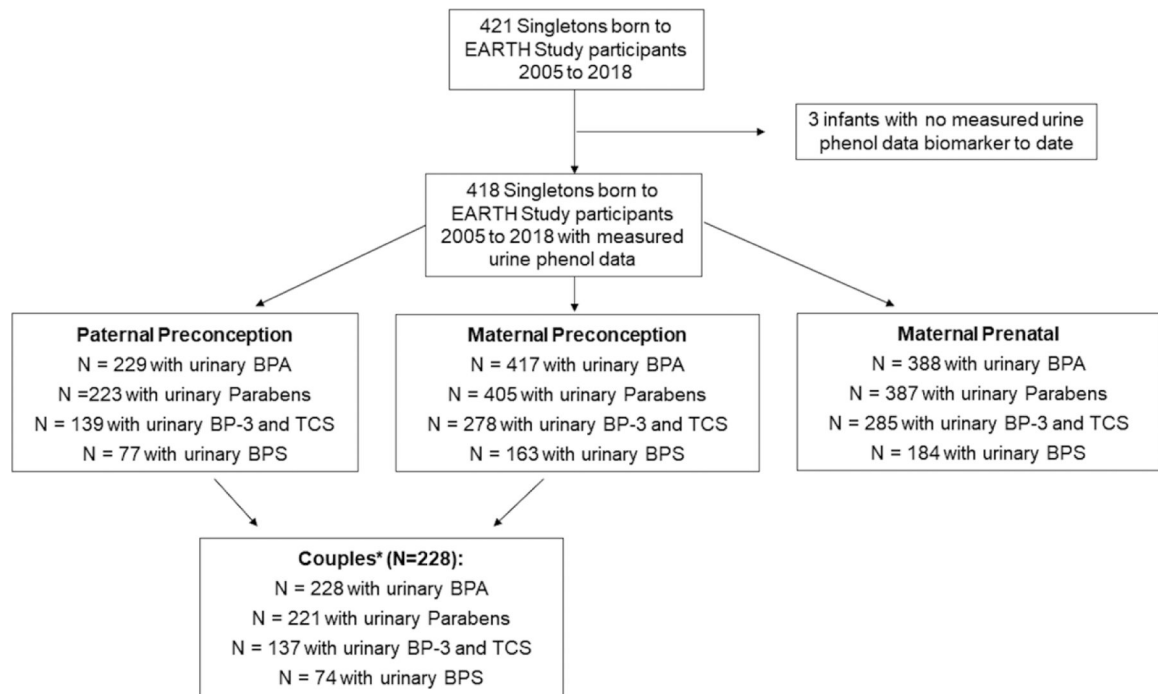 421 Singletons born to
EARTH Study participants
2005 to 2018
3 infants with no measured urine
phenol data biomarker to date
418 Singletons born to
EARTH Study participants
2005 to 2018 with measured
urine phenol data
Paternal Preconception
N = 229 with urinary BPA
N =223 with urinary Parabens
N = 139 with urinary BP-3 and TCS
N = 77 with urinary BPS
Maternal Preconception
N = 417 with urinary BPA
N = 405 with urinary Parabens
N = 278 with urinary BP-3 and TCS
N = 163 with urinary BPS
Maternal Prenatal
N = 388 with urinary BPA
N = 387 with urinary Parabens
N = 285 with urinary BP-3 and TCS
N = 184 with urinary BPS
Couples* (N=228):
N = 228 with urinary BPA
N = 221 with urinary Parabens
N = 137 with urinary BP-3 and TCS
N = 74 with urinary BPS